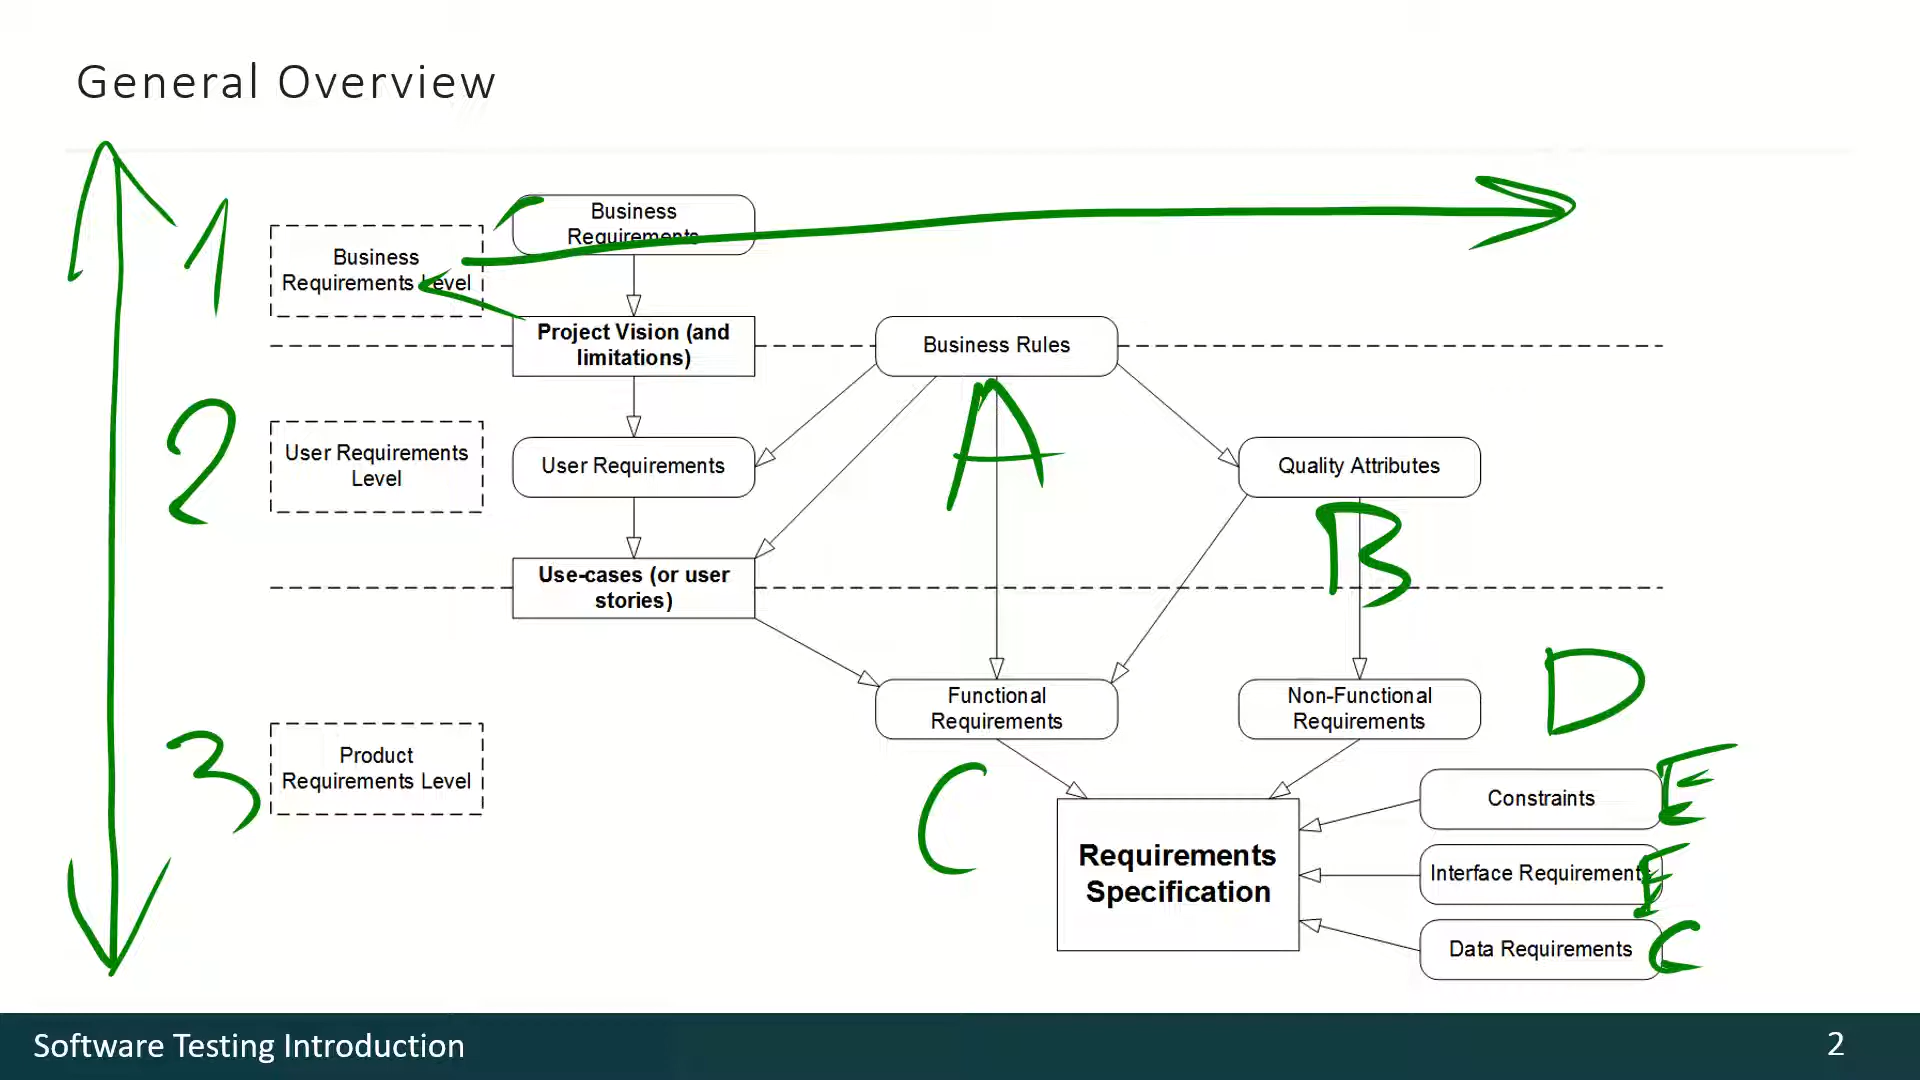 General Overview
1
Business
Requirements
Business
Requirements Level
Project Vision (and
limitations)
Business Rules
2
User Requirements
Level
User Requirements
A
Quality Attributes
B
Use-cases (or user
stories)
Functional
Requirements
Non-Functional
Requirements
D
3
Product
Requirements Level
C
Constraints
E
Requirements
Specification
Interface Requirements
F
Data Requirements
C
Software Testing Introduction
2